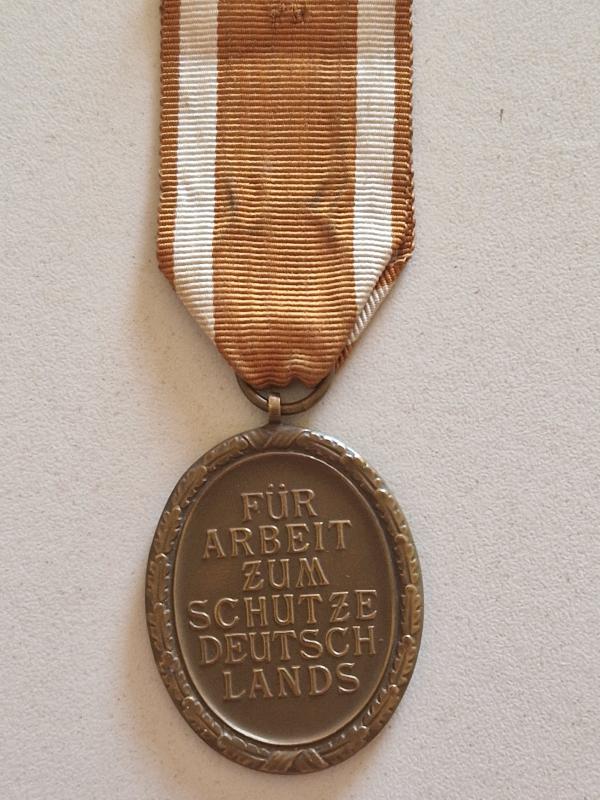 FÜR
ARBEIT
ZUM
SCHUTZE
DEUTSCH
LANDS